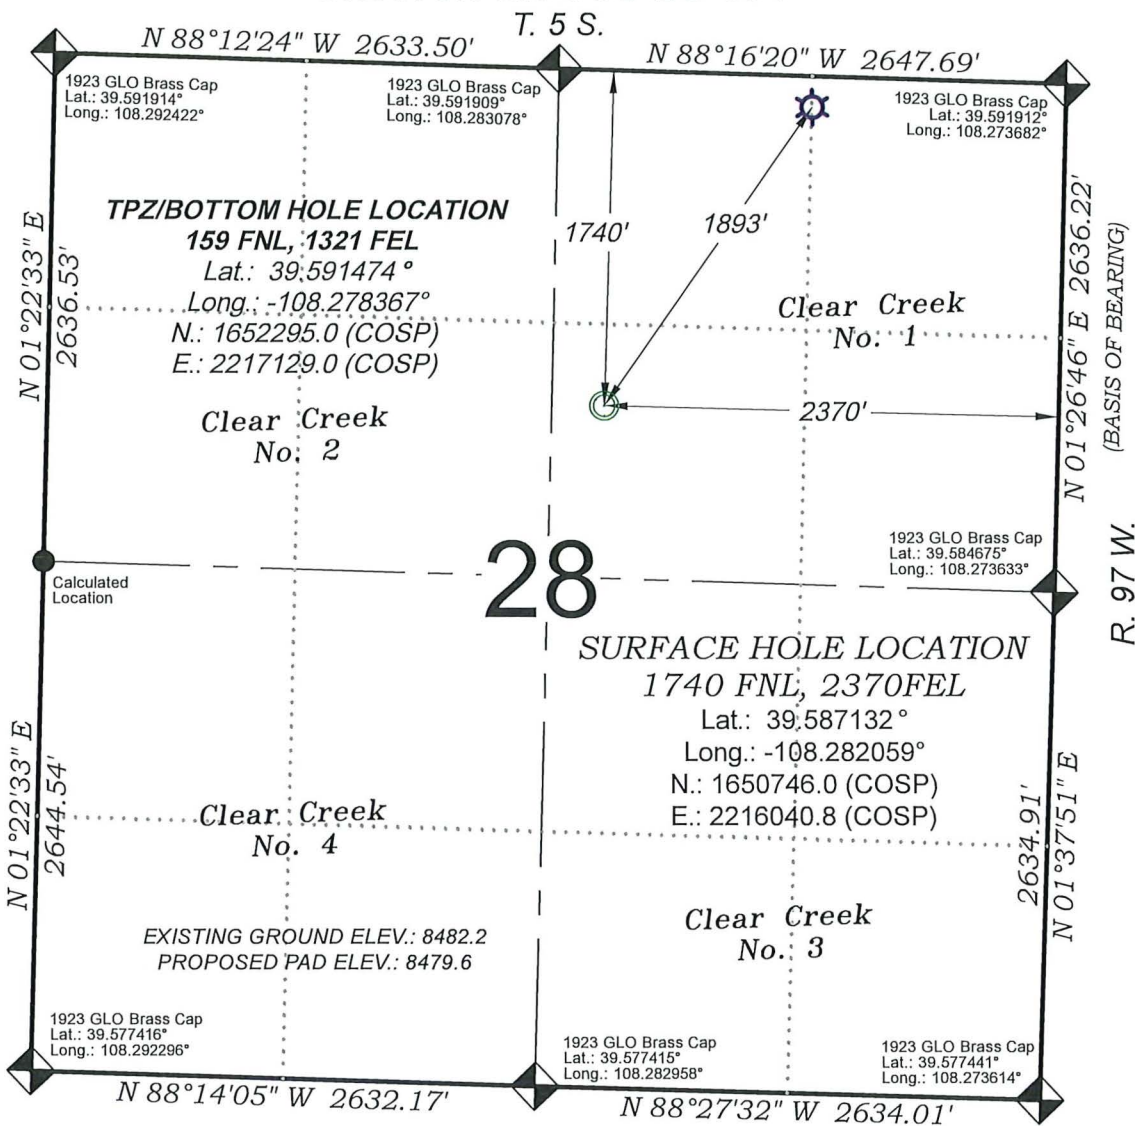 T. 5 S.
N 88°12'24" W 2633.50'
N 88°16'20" W 2647.69'
1923 GLO Brass Cap
Lat.: 39.591914°
Long.: 108.292422°
1923 GLO Brass Cap
Lat.: 39.591909°
Long.: 108.283078°
1923 GLO Brass Cap
Lat.: 39.591912°
Long.: 108.273682°
TPZ/BOTTOM HOLE LOCATION
159 FNL, 1321 FEL
Lat.: 39.591474°
Long.: -108.278367°
N.: 1652295.0 (COSP)
E.: 2217129.0 (COSP)
1740'
1893'
2370'
N 01°22'33" E
2636.53'
N 01°26'46" E 2636.22'
(BASIS OF BEARING)
Clear Creek
No. 1
Clear Creek
No. 2
1923 GLO Brass Cap
Lat.: 39.584675°
Long.: 108.273633°
R. 97 W.
Calculated
Location
28
SURFACE HOLE LOCATION
1740 FNL, 2370FEL
Lat.: 39.587132°
Long.: -108.282059°
N.: 1650746.0 (COSP)
E.: 2216040.8 (COSP)
N 01°22'33" E
2644.54'
2634.91'
N 01°37'51" E
Clear Creek
No. 4
Clear Creek
No. 3
EXISTING GROUND ELEV.: 8482.2
PROPOSED PAD ELEV.: 8479.6
1923 GLO Brass Cap
Lat.: 39.577416°
Long.: 108.292296°
1923 GLO Brass Cap
Lat.: 39.577415°
Long.: 108.282958°
1923 GLO Brass Cap
Lat.: 39.577441°
Long.: 108.273614°
N 88°14'05" W 2632.17'
N 88°27'32" W 2634.01'